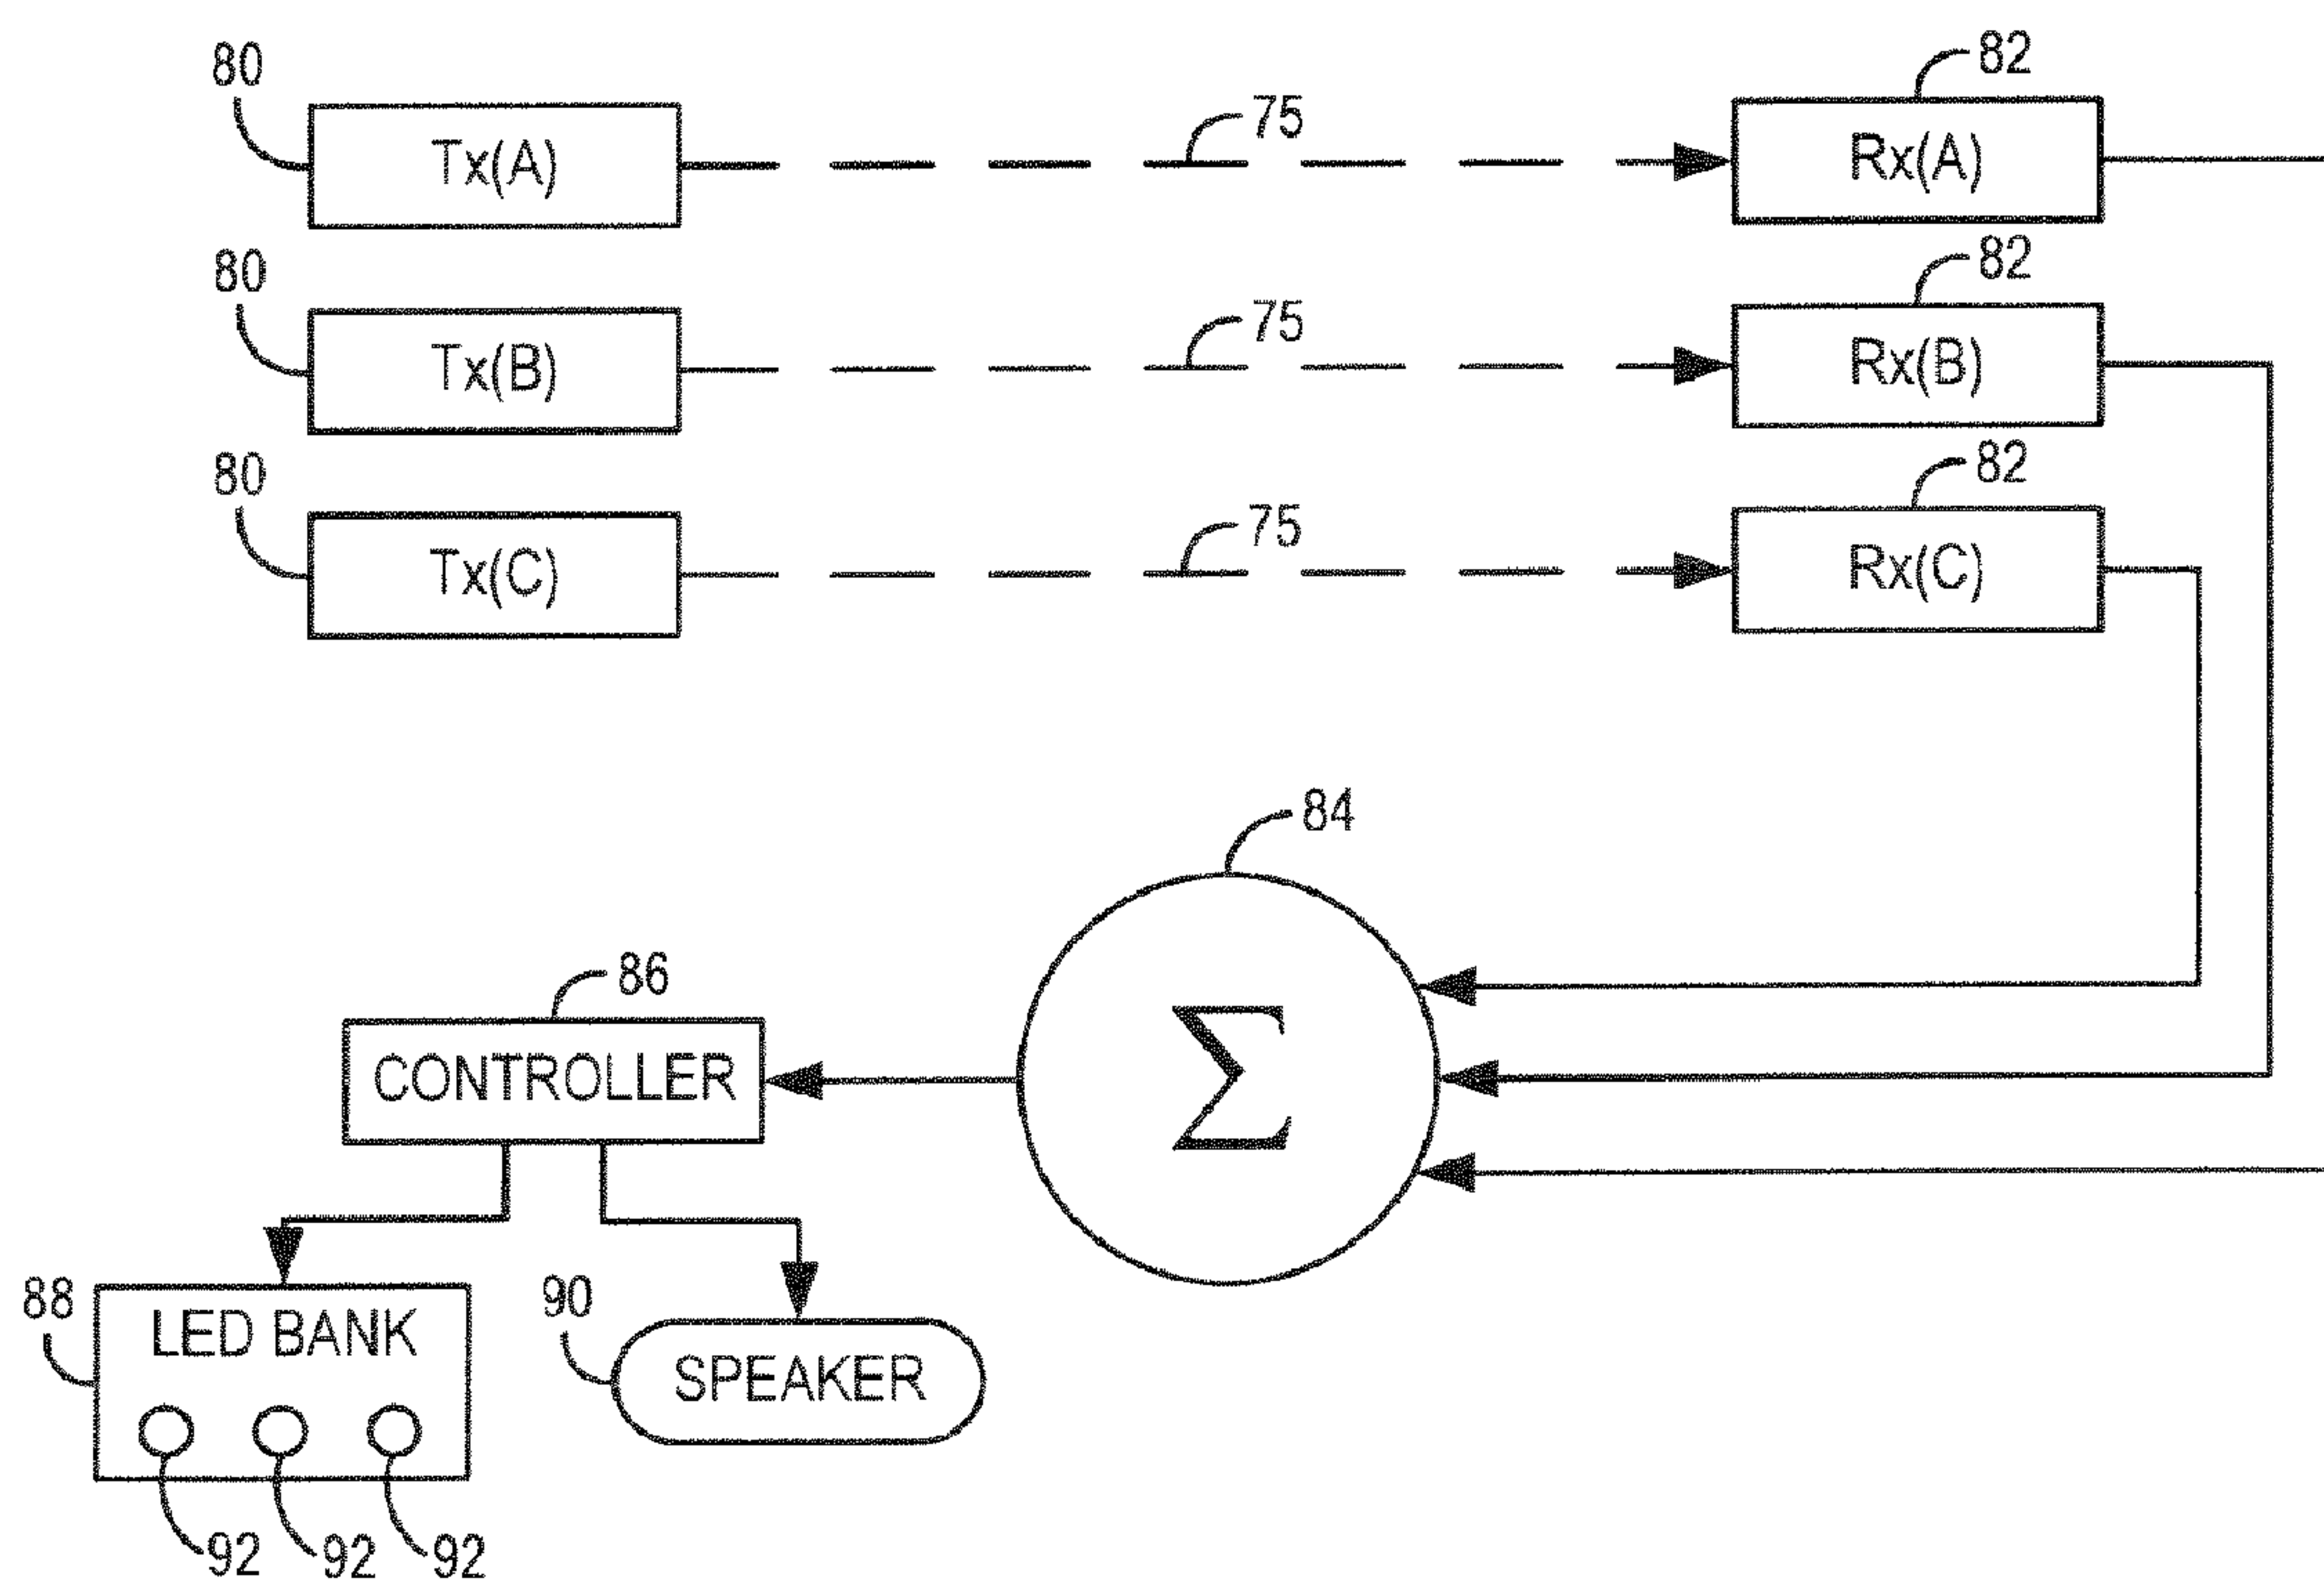 80
Tx(A)
75
82
Rx(A)
80
Tx(B)
75
82
Rx(B)
80
Tx(C)
75
82
Rx(C)
84
Σ
86
CONTROLLER
88
LED BANK
90
SPEAKER
92
92
92